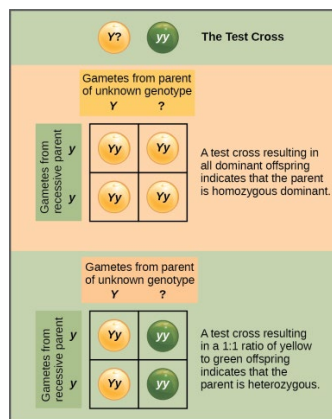 Y? yy The Test Cross
Gametes from parent
of unknown genotype
Y ?
Gametes from
recessive parent
y Yy Yy
y Yy Yy
A test cross resulting in
all dominant offspring
indicates that the parent
is homozygous dominant.
Gametes from parent
of unknown genotype
Y ?
Gametes from
recessive parent
y Yy yy
y Yy yy
A test cross resulting
in a 1:1 ratio of yellow
to green offspring
indicates that the
parent is heterozygous.